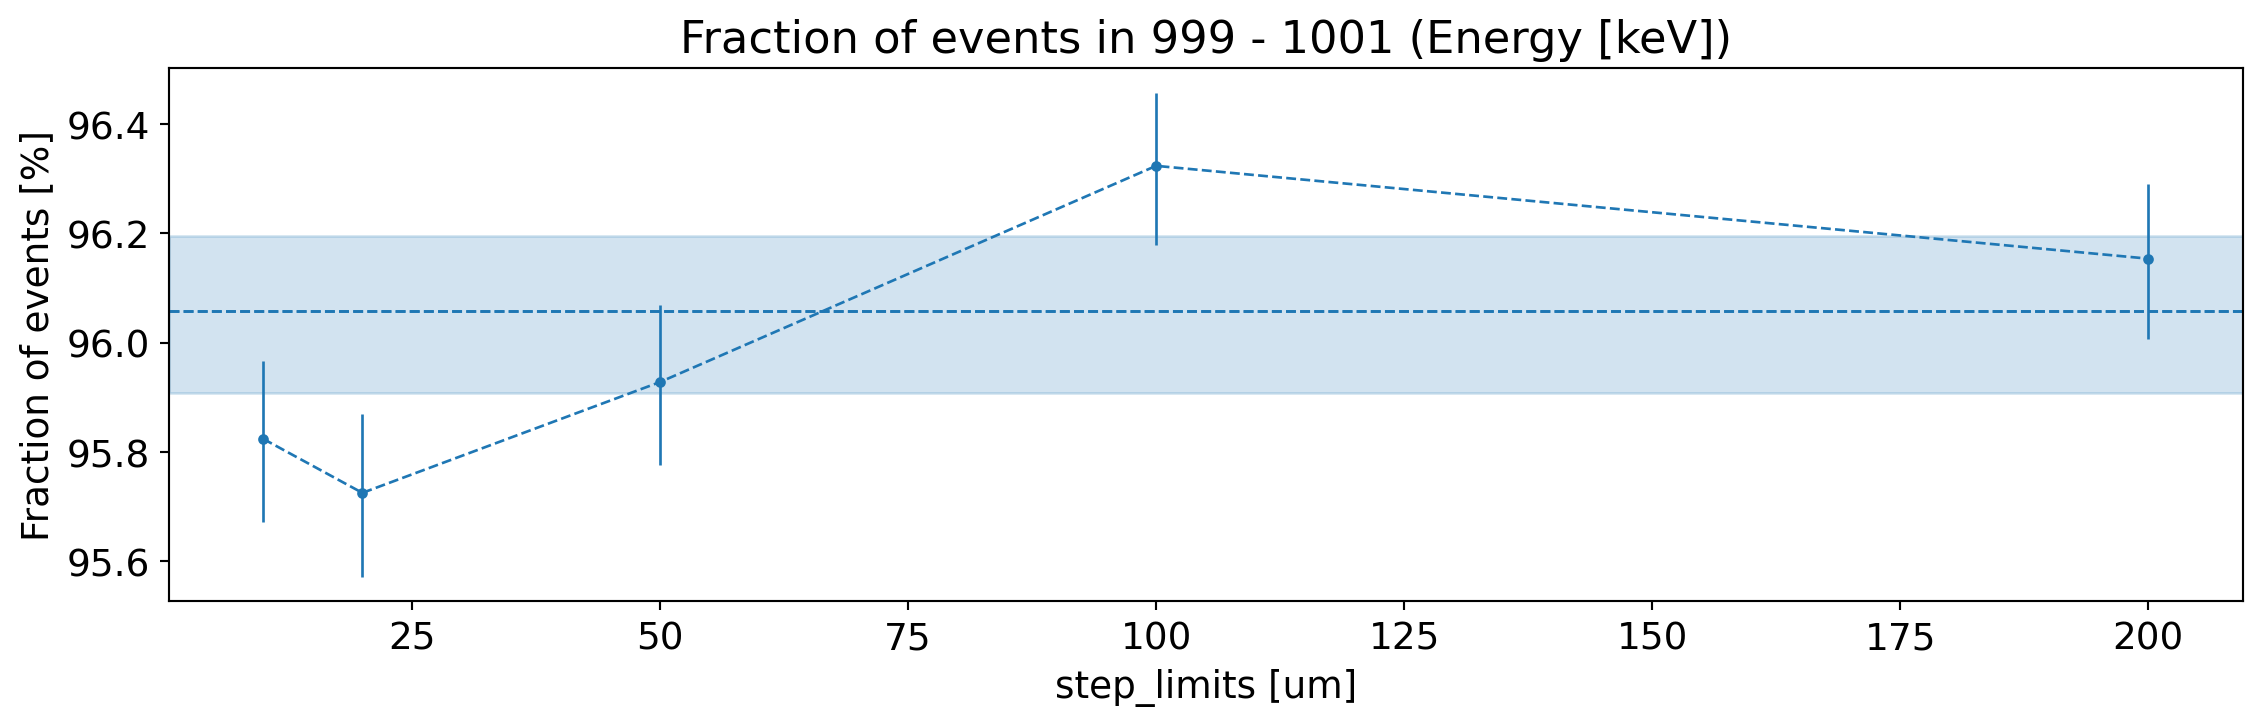 Fraction of events in 999 - 1001 (Energy [keV])
Fraction of events [%]
96.4
96.2
96.0
95.8
95.6
25 50 75 100 125 150 175 200
step_limits [um]